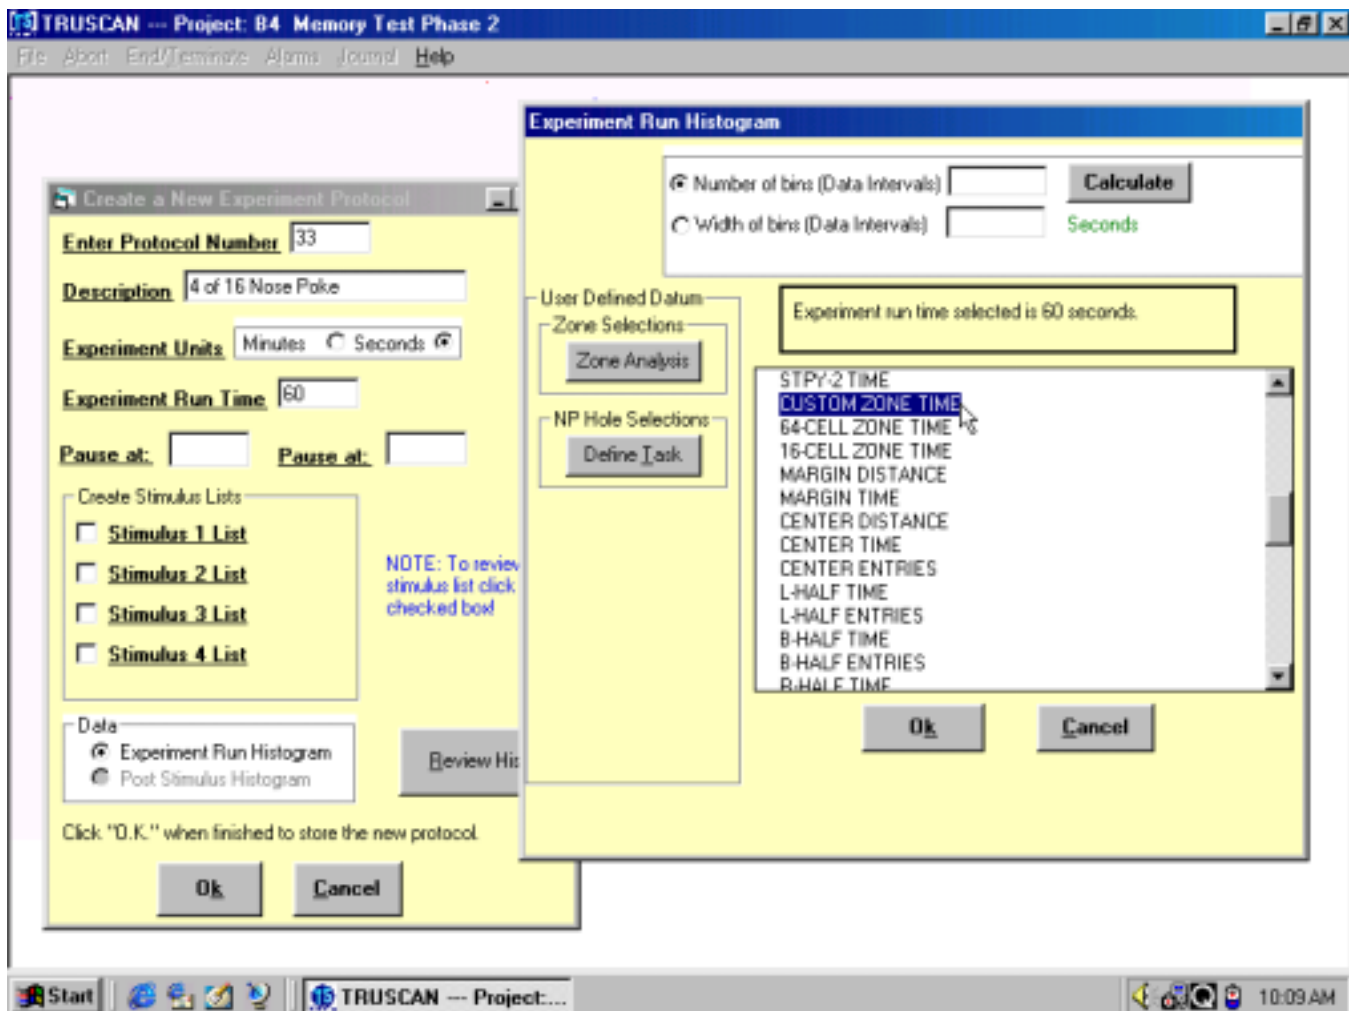 TRUSCAN --- Project: B4 Memory Test Phase 2
File Abort End/Terminate Alarms Journal Help
Create a New Experiment Protocol
Enter Protocol Number 33
Description 4 of 16 Nose Poke
Experiment Units Minutes Seconds
Experiment Run Time 60
Pause at: Pause at:
Create Stimulus Lists
Stimulus 1 List
Stimulus 2 List
Stimulus 3 List
Stimulus 4 List
NOTE: To review
stimulus list click
checked box!
Data
Experiment Run Histogram
Post Stimulus Histogram
Review His
Click "O.K." when finished to store the new protocol.
Ok Cancel
Experiment Run Histogram
Number of bins (Data Intervals) Calculate
Width of bins (Data Intervals) Seconds
User Defined Datum
Zone Selections
Zone Analysis
NP Hole Selections
Define Task
Experiment run time selected is 60 seconds.
STPY-2 TIME
CUSTOM ZONE TIME
64-CELL ZONE TIME
16-CELL ZONE TIME
MARGIN DISTANCE
MARGIN TIME
CENTER DISTANCE
CENTER TIME
CENTER ENTRIES
L-HALF TIME
L-HALF ENTRIES
B-HALF TIME
B-HALF ENTRIES
R-HALF TIME
Ok Cancel
Start TRUSCAN --- Project:... 10:09 AM